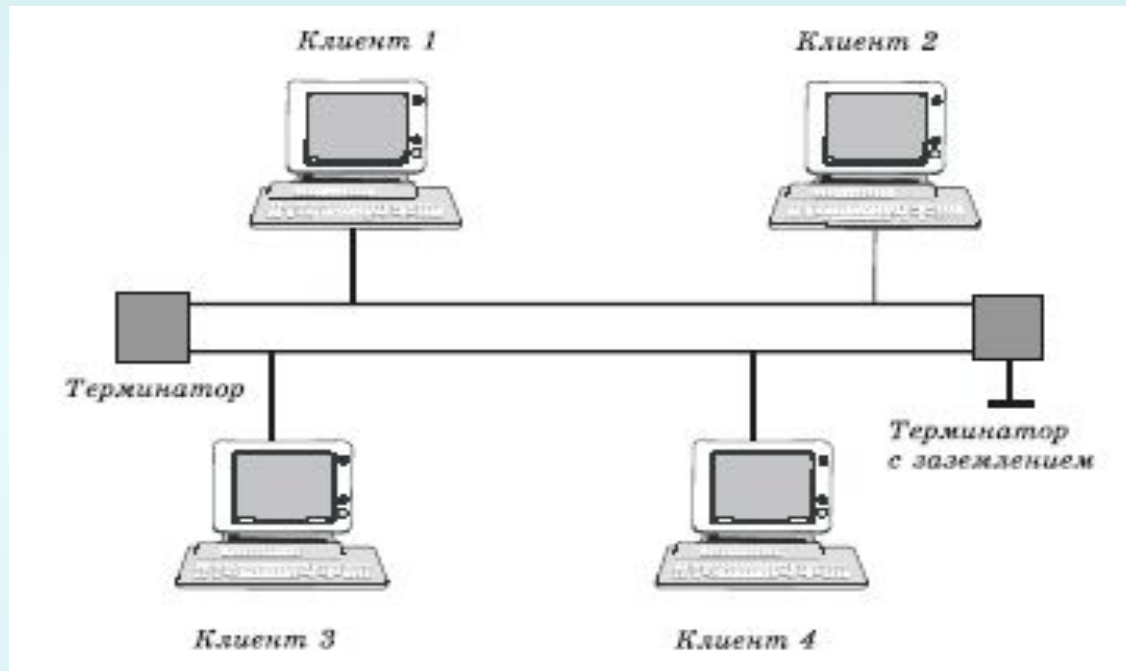 Клиент 1
Клиент 2
Терминатор
Терминатор
с заземлением
Клиент 3
Клиент 4